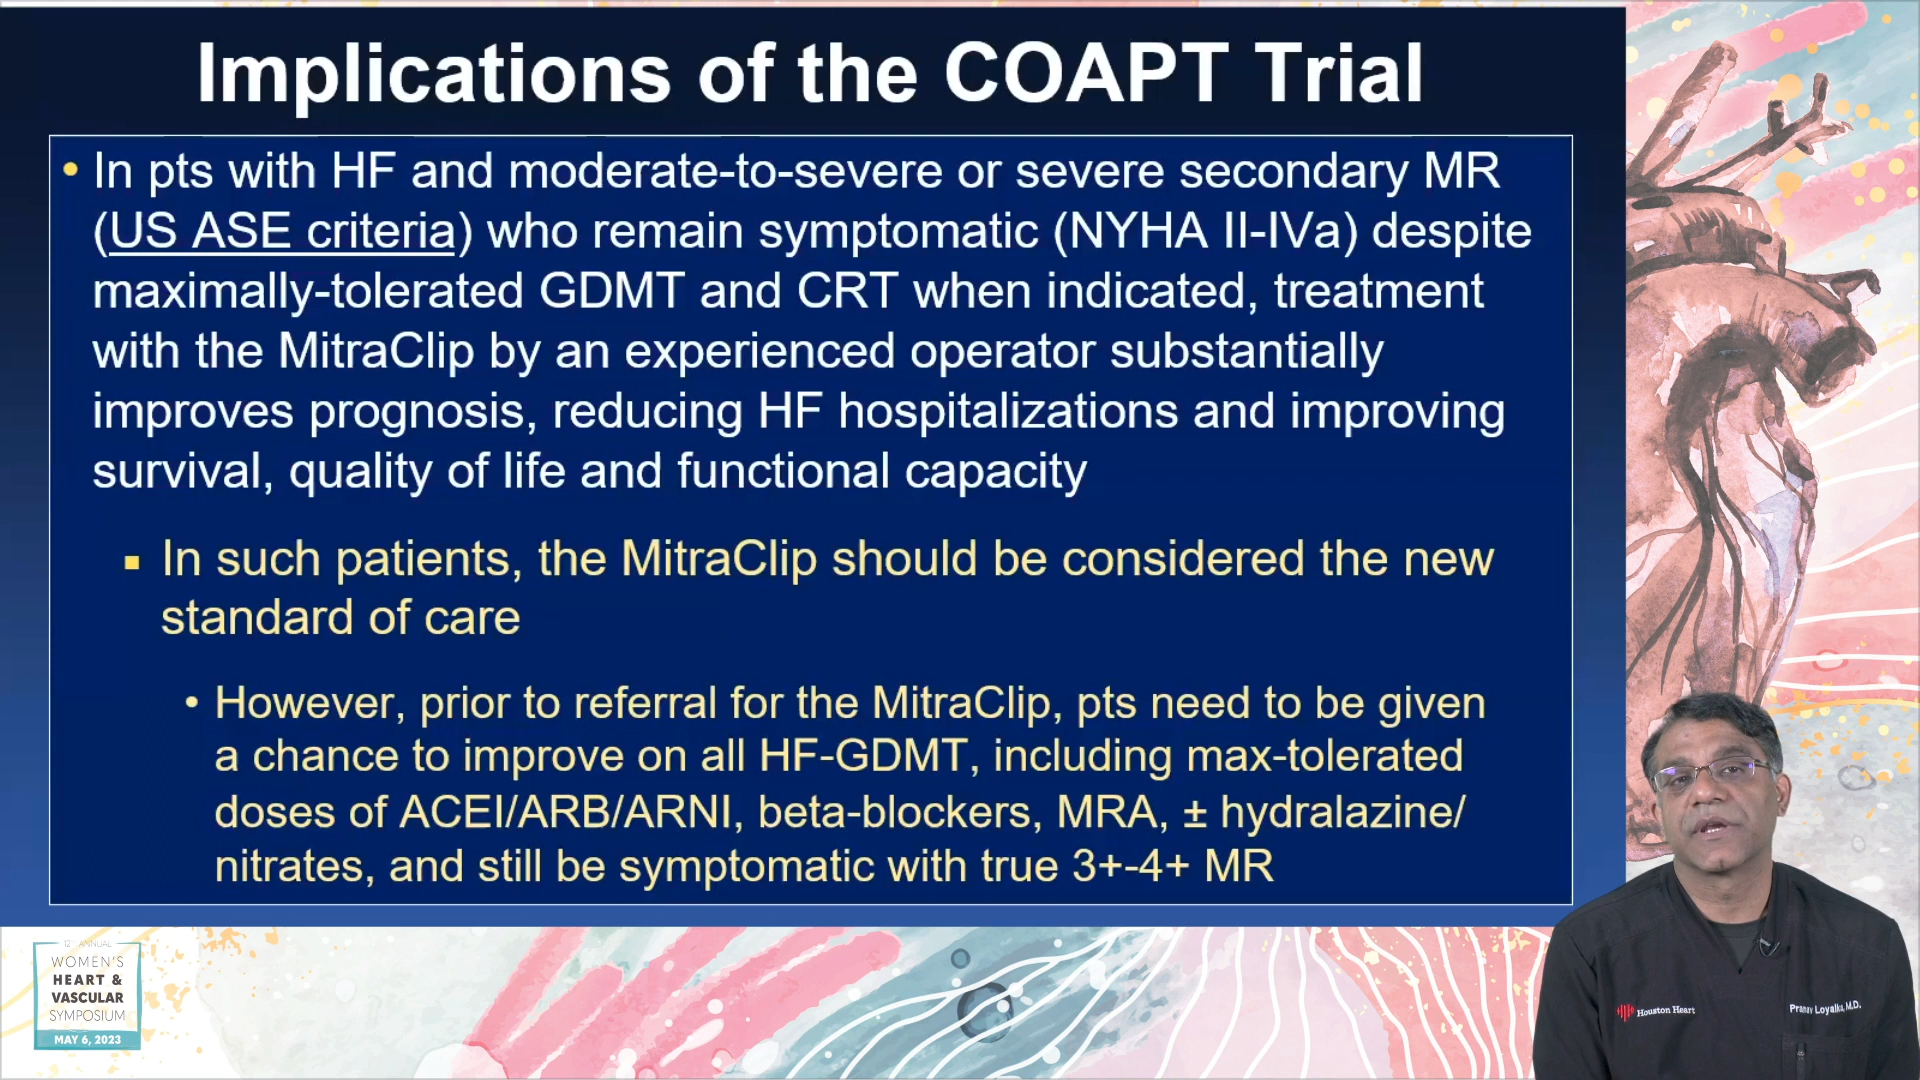 Implications of the COAPT Trial
• In pts with HF and moderate-to-severe or severe secondary MR
(US ASE criteria) who remain symptomatic (NYHA II-IVa) despite
maximally-tolerated GDMT and CRT when indicated, treatment
with the MitraClip by an experienced operator substantially
improves prognosis, reducing HF hospitalizations and improving
survival, quality of life and functional capacity
▪ In such patients, the MitraClip should be considered the new
standard of care
• However, prior to referral for the MitraClip, pts need to be given
a chance to improve on all HF-GDMT, including max-tolerated
doses of ACEI/ARB/ARNI, beta-blockers, MRA, ± hydralazine/
nitrates, and still be symptomatic with true 3+-4+ MR
12th ANNUAL
WOMEN'S
HEART &
VASCULAR
SYMPOSIUM
MAY 6, 2023
Houston Heart
Pranav Loyalka, M.D.